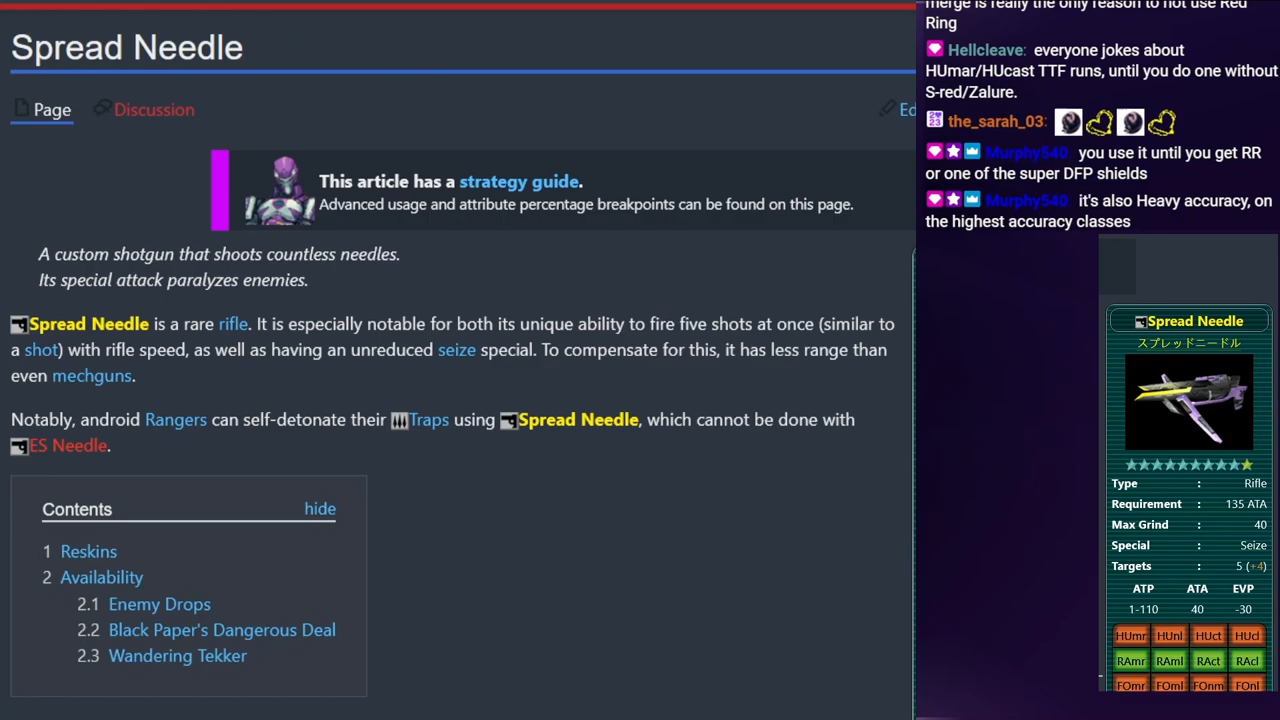 Spread Needle
Page
Discussion
Ed
This article has a strategy guide.
Advanced usage and attribute percentage breakpoints can be found on this page.
A custom shotgun that shoots countless needles.
Its special attack paralyzes enemies.
Spread Needle is a rare rifle. It is especially notable for both its unique ability to fire five shots at once (similar to
a shot) with rifle speed, as well as having an unreduced seize special. To compensate for this, it has less range than
even mechguns.
Notably, android Rangers can self-detonate their Traps using Spread Needle, which cannot be done with
ES Needle.
Contents hide
1 Reskins
2 Availability
2.1 Enemy Drops
2.2 Black Paper's Dangerous Deal
2.3 Wandering Tekker
merge is really the only reason to not use Red
Ring
Hellcleave: everyone jokes about
HUmar/HUcast TTF runs, until you do one without
S-red/Zalure.
the_sarah_03:
Murphy540: you use it until you get RR
or one of the super DFP shields
Murphy540: it's also Heavy accuracy, on
the highest accuracy classes
Spread Needle
スプレッドニードル
Type : Rifle
Requirement : 135 ATA
Max Grind : 40
Special : Seize
Targets : 5 (+4)
ATP ATA EVP
1-110 40 -30
HUmr HUnl HUct HUcl
RAmr RAml RAct RAcl
FOmr FOml FOnm FOnl